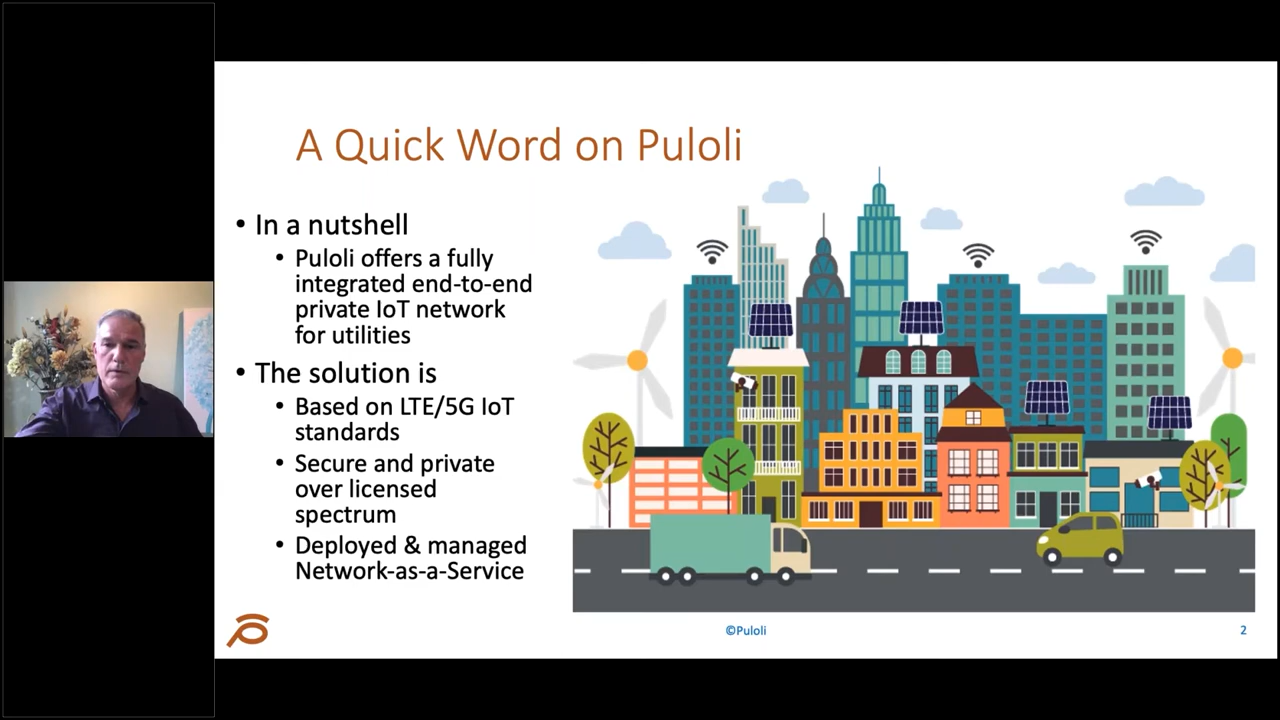 A Quick Word on Puloli
• In a nutshell
• Puloli offers a fully
integrated end-to-end
private IoT network
for utilities
• The solution is
• Based on LTE/5G IoT
standards
• Secure and private
over licensed
spectrum
• Deployed & managed
Network-as-a-Service
©Puloli
2